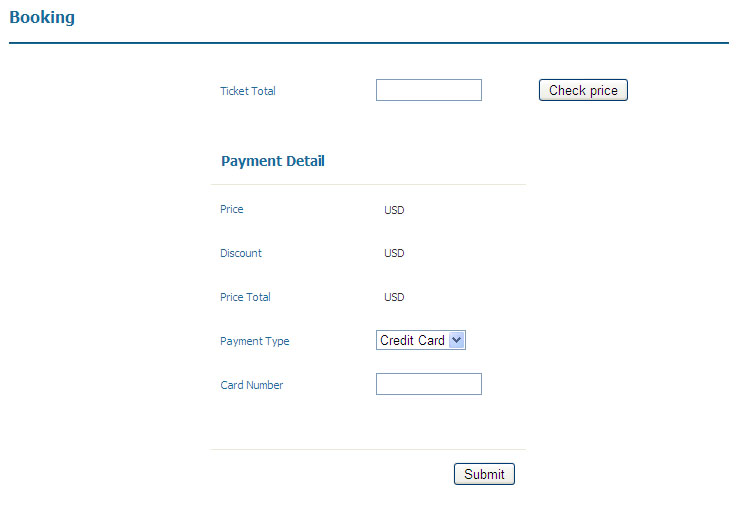 Booking
Ticket Total Check price
Payment Detail
Price USD
Discount USD
Price Total USD
Payment Type Credit Card
Card Number
Submit